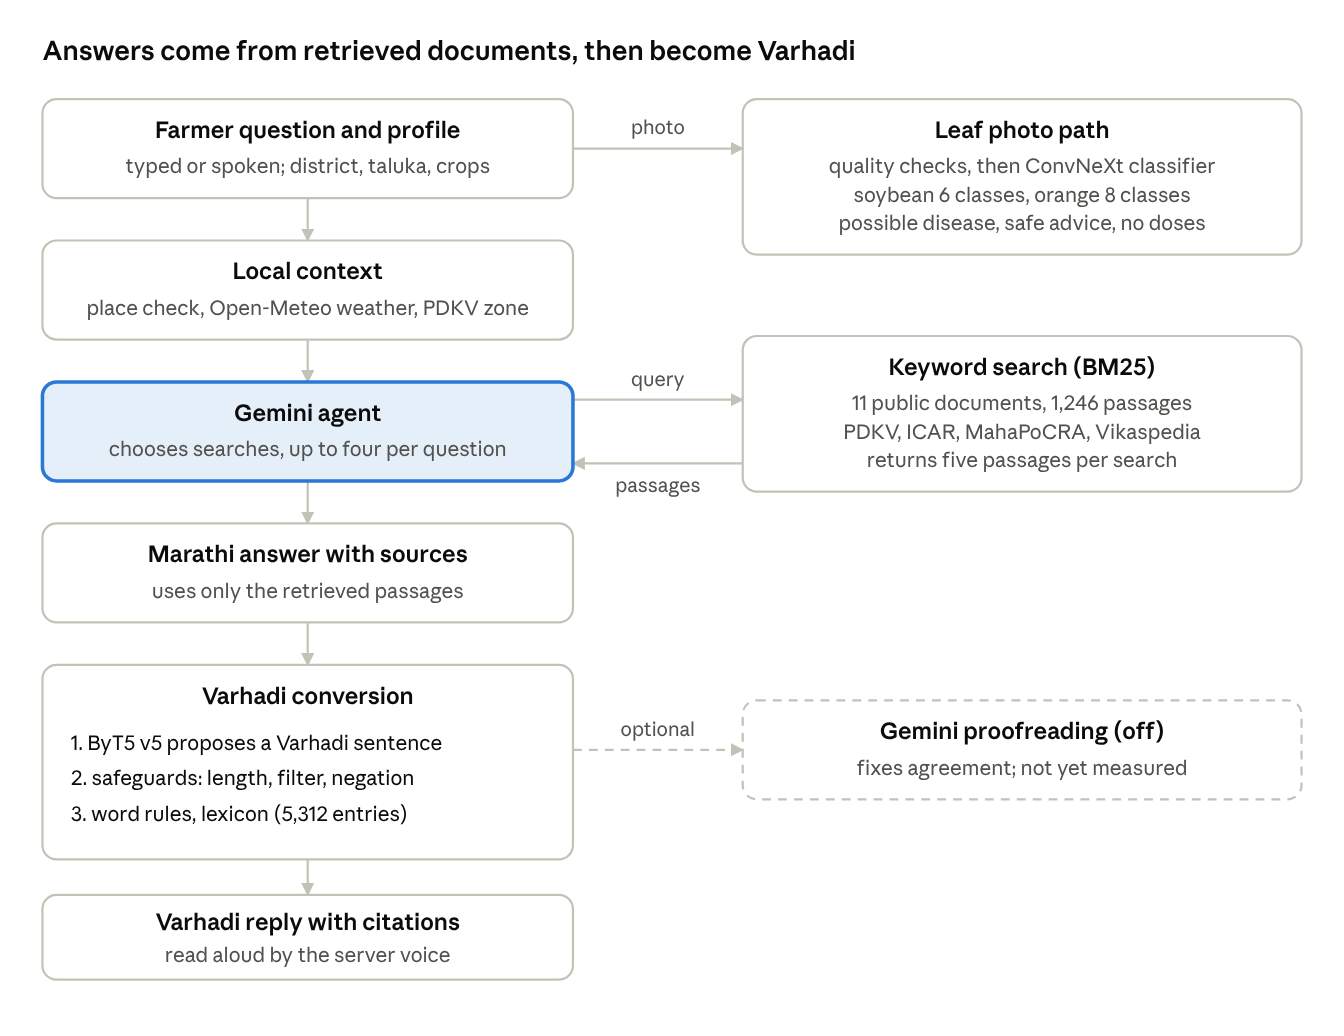 Answers come from retrieved documents, then become Varhadi
Farmer question and profile
typed or spoken; district, taluka, crops
photo
Leaf photo path
quality checks, then ConvNeXt classifier
soybean 6 classes, orange 8 classes
possible disease, safe advice, no doses
Local context
place check, Open-Meteo weather, PDKV zone
Gemini agent
chooses searches, up to four per question
query
passages
Keyword search (BM25)
11 public documents, 1,246 passages
PDKV, ICAR, MahaPoCRA, Vikaspedia
returns five passages per search
Marathi answer with sources
uses only the retrieved passages
Varhadi conversion
1. ByT5 v5 proposes a Varhadi sentence
2. safeguards: length, filter, negation
3. word rules, lexicon (5,312 entries)
optional
Gemini proofreading (off)
fixes agreement; not yet measured
Varhadi reply with citations
read aloud by the server voice